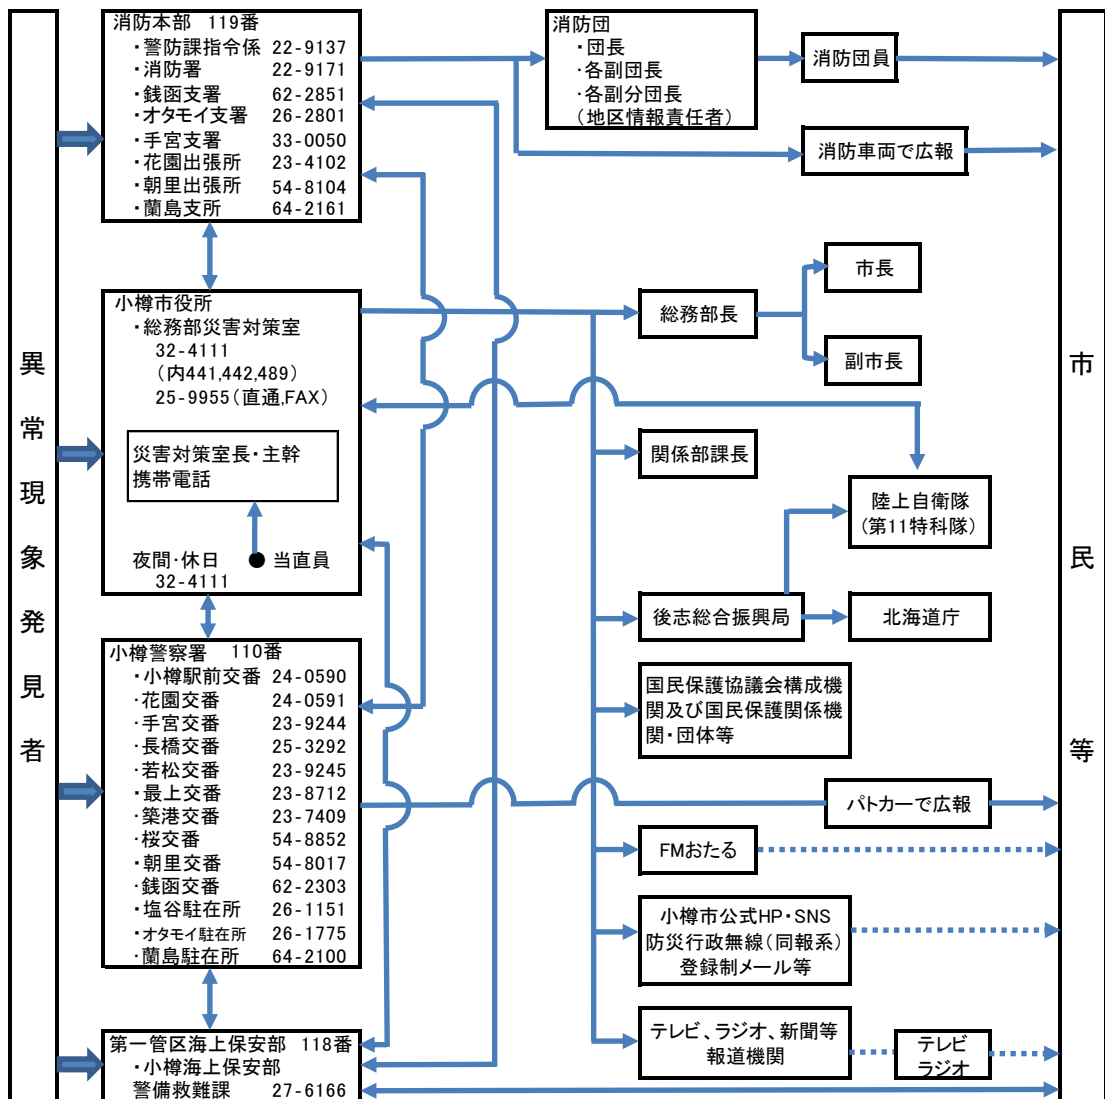 異常現象発見者
消防本部 119番
・警防課指令係 22-9137
・消防署 22-9171
・銭函支署 62-2851
・オタモイ支署 26-2801
・手宮支署 33-0050
・花園出張所 23-4102
・朝里出張所 54-8104
・蘭島支所 64-2161
小樽市役所
・総務部災害対策室
32-4111
（内441,442,489）
25-9955（直通,FAX）
災害対策室長・主幹
携帯電話
夜間・休日 ● 当直員
32-4111
小樽警察署 110番
・小樽駅前交番 24-0590
・花園交番 24-0591
・手宮交番 23-9244
・長橋交番 25-3292
・若松交番 23-9245
・最上交番 23-8712
・築港交番 23-7409
・桜交番 54-8852
・朝里交番 54-8017
・銭函交番 62-2303
・塩谷駐在所 26-1151
・オタモイ駐在所 26-1775
・蘭島駐在所 64-2100
第一管区海上保安部 118番
・小樽海上保安部
警備救難課 27-6166
消防団
・団長
・各副団長
・各副分団長
（地区情報責任者）
消防団員
消防車両で広報
総務部長
市長
副市長
関係部課長
陸上自衛隊
（第11特科隊）
後志総合振興局
北海道庁
国民保護協議会構成機
関及び国民保護関係機
関・団体等
パトカーで広報
FMおたる
小樽市公式HP・SNS
防災行政無線（同報系）
登録制メール等
テレビ、ラジオ、新聞等
報道機関
テレビ
ラジオ
市民等